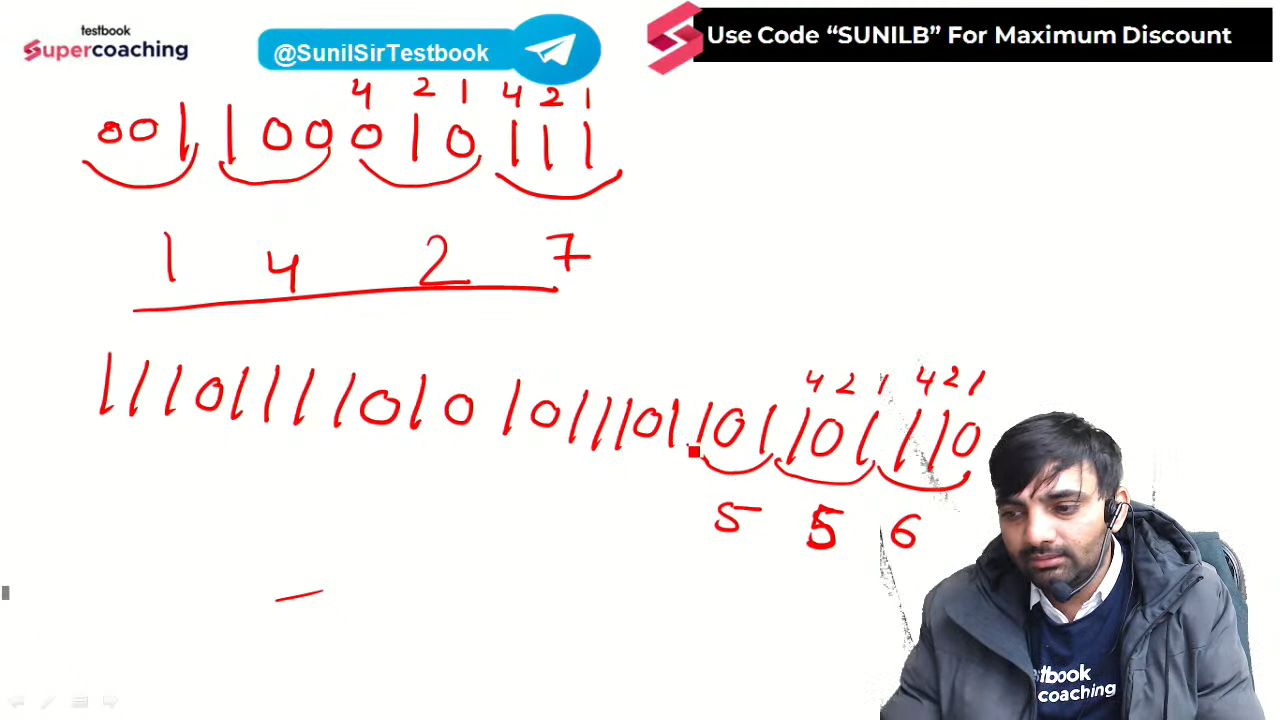 testbook
Supercoaching
@SunilSirTestbook
Use Code “SUNILB” For Maximum Discount
4 2 1 4 2 1
001 100 010 111
1 4 2 7
4 2 1 4 2 1
111011110101011101101101110
5 5 6
testbook
coaching